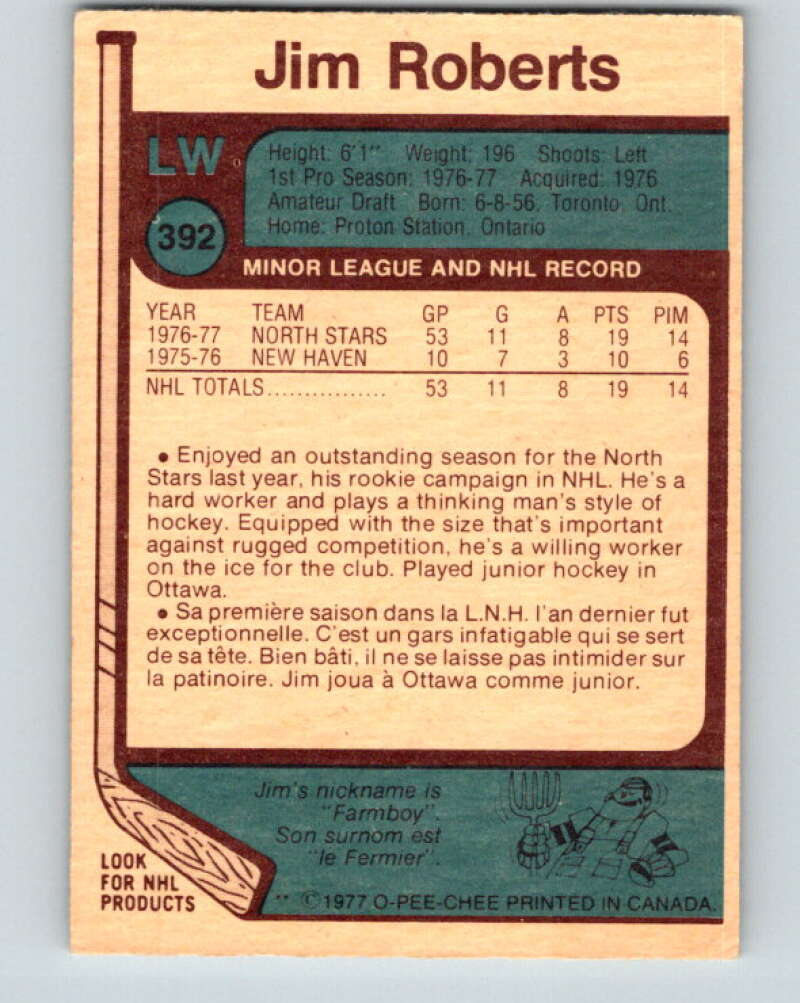 Jim Roberts
LW
Height: 6'1" Weight: 196 Shoots: Left
1st Pro Season: 1976-77 Acquired: 1976
Amateur Draft Born: 6-8-56, Toronto, Ont.
Home: Proton Station, Ontario
392
MINOR LEAGUE AND NHL RECORD
YEAR TEAM GP G A PTS PIM
1976-77 NORTH STARS 53 11 8 19 14
1975-76 NEW HAVEN 10 7 3 10 6
NHL TOTALS................ 53 11 8 19 14
• Enjoyed an outstanding season for the North
Stars last year, his rookie campaign in NHL. He's a
hard worker and plays a thinking man's style of
hockey. Equipped with the size that's important
against rugged competition, he's a willing worker
on the ice for the club. Played junior hockey in
Ottawa.
• Sa première saison dans la L.N.H. l'an dernier fut
exceptionnelle. C'est un gars infatigable qui se sert
de sa tête. Bien bâti, il ne se laisse pas intimider sur
la patinoire. Jim joua à Ottawa comme junior.
Jim's nickname is
"Farmboy".
Son surnom est
"le Fermier".
LOOK
FOR NHL
PRODUCTS
** ©1977 O-PEE-CHEE PRINTED IN CANADA.